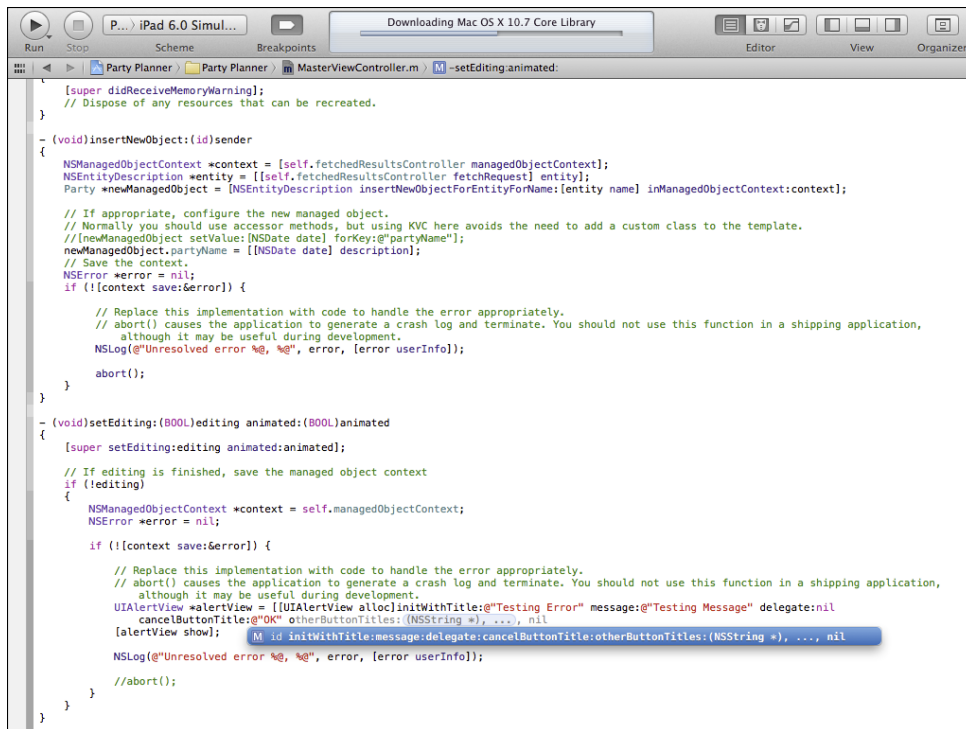 P...〉iPad 6.0 Simul...
Downloading Mac OS X 10.7 Core Library
Run Stop Scheme Breakpoints Editor View Organizer
Party Planner 〉 Party Planner 〉 m MasterViewController.m 〉 M -setEditing:animated:
{
[super didReceiveMemoryWarning];
// Dispose of any resources that can be recreated.
}
- (void)insertNewObject:(id)sender
{
NSManagedObjectContext *context = [self.fetchedResultsController managedObjectContext];
NSEntityDescription *entity = [[self.fetchedResultsController fetchRequest] entity];
Party *newManagedObject = [NSEntityDescription insertNewObjectForEntityForName:[entity name] inManagedObjectContext:context];
// If appropriate, configure the new managed object.
// Normally you should use accessor methods, but using KVC here avoids the need to add a custom class to the template.
//[newManagedObject setValue:[NSDate date] forKey:@"partyName"];
newManagedObject.partyName = [[NSDate date] description];
// Save the context.
NSError *error = nil;
if (![context save:&error]) {
// Replace this implementation with code to handle the error appropriately.
// abort() causes the application to generate a crash log and terminate. You should not use this function in a shipping application,
although it may be useful during development.
NSLog(@"Unresolved error %@, %@", error, [error userInfo]);
abort();
}
}
- (void)setEditing:(BOOL)editing animated:(BOOL)animated
{
[super setEditing:editing animated:animated];
// If editing is finished, save the managed object context
if (!editing)
{
NSManagedObjectContext *context = self.managedObjectContext;
NSError *error = nil;
if (![context save:&error]) {
// Replace this implementation with code to handle the error appropriately.
// abort() causes the application to generate a crash log and terminate. You should not use this function in a shipping application,
although it may be useful during development.
UIAlertView *alertView = [[UIAlertView alloc]initWithTitle:@"Testing Error" message:@"Testing Message" delegate:nil
cancelButtonTitle:@"OK" otherButtonTitles:(NSString *), ..., nil
[alertView show];
M id initWithTitle:message:delegate:cancelButtonTitle:otherButtonTitles:(NSString *), ..., nil
NSLog(@"Unresolved error %@, %@", error, [error userInfo]);
//abort();
}
}
}